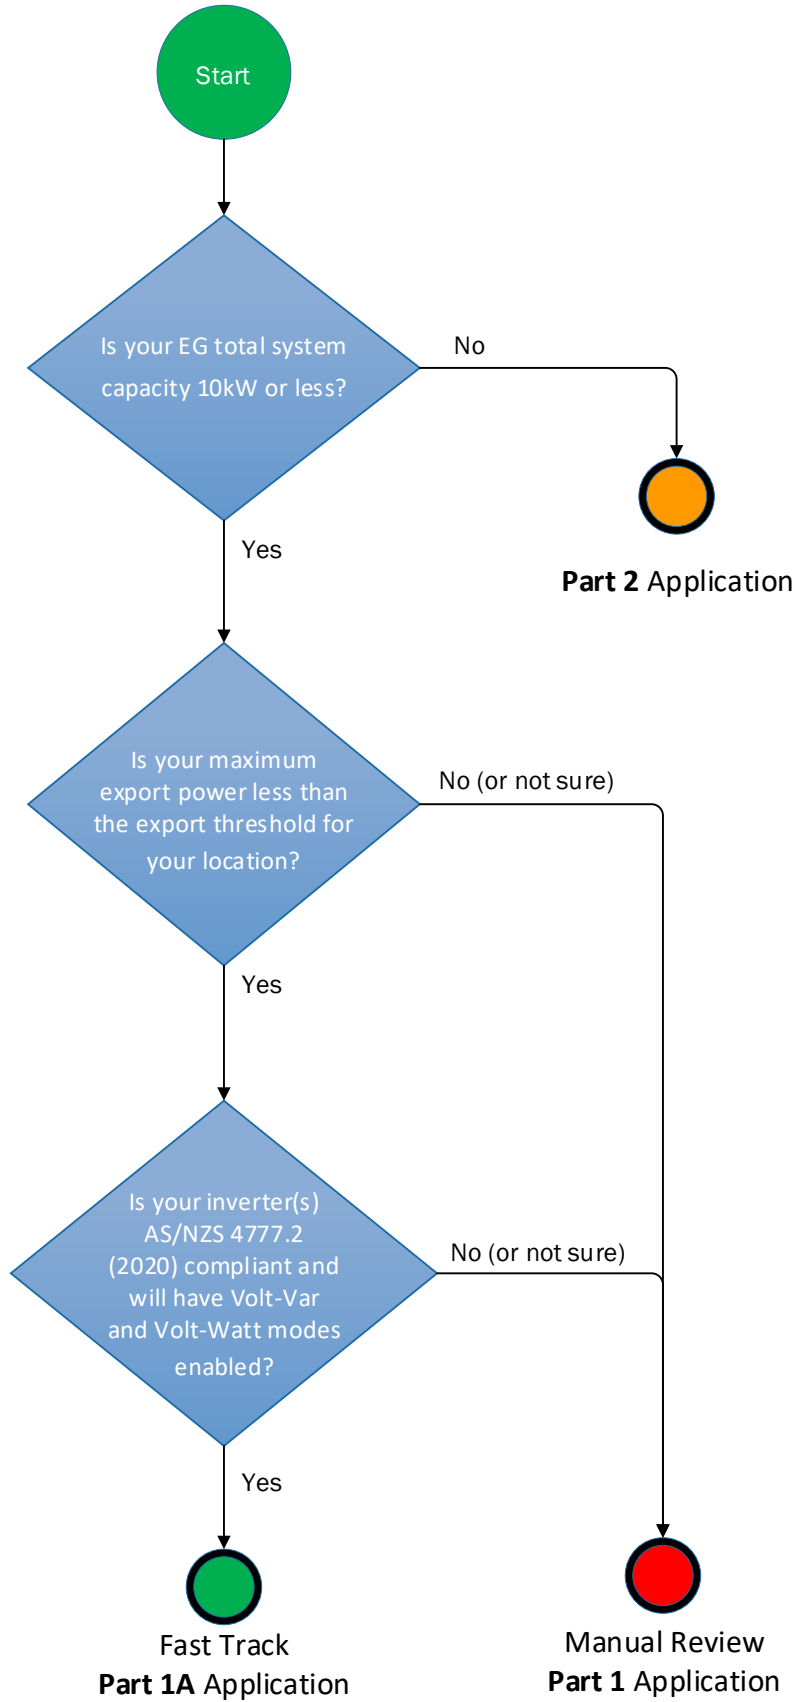 Start
Is your EG total system
capacity 10kW or less?
No
Yes
Part 2 Application
Is your maximum
export power less than
the export threshold for
your location?
No (or not sure)
Yes
Is your inverter(s)
AS/NZS 4777.2
(2020) compliant and
will have Volt-Var
and Volt-Watt modes
enabled?
No (or not sure)
Yes
Fast Track
Part 1A Application
Manual Review
Part 1 Application